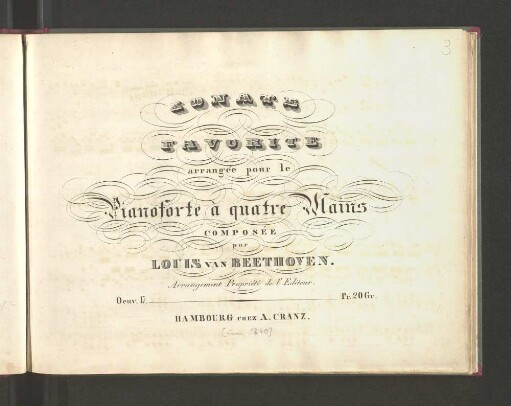 3
SONATE
FAVORITE
arrangée pour le
Pianoforte à quatre Mains
COMPOSÉE
par
LOUIS VAN BEETHOVEN.
Arrangement Propriété de l'Editeur.
Oeuv. 17. Pr. 20 Gr.
HAMBOURG CHEZ A. CRANZ.